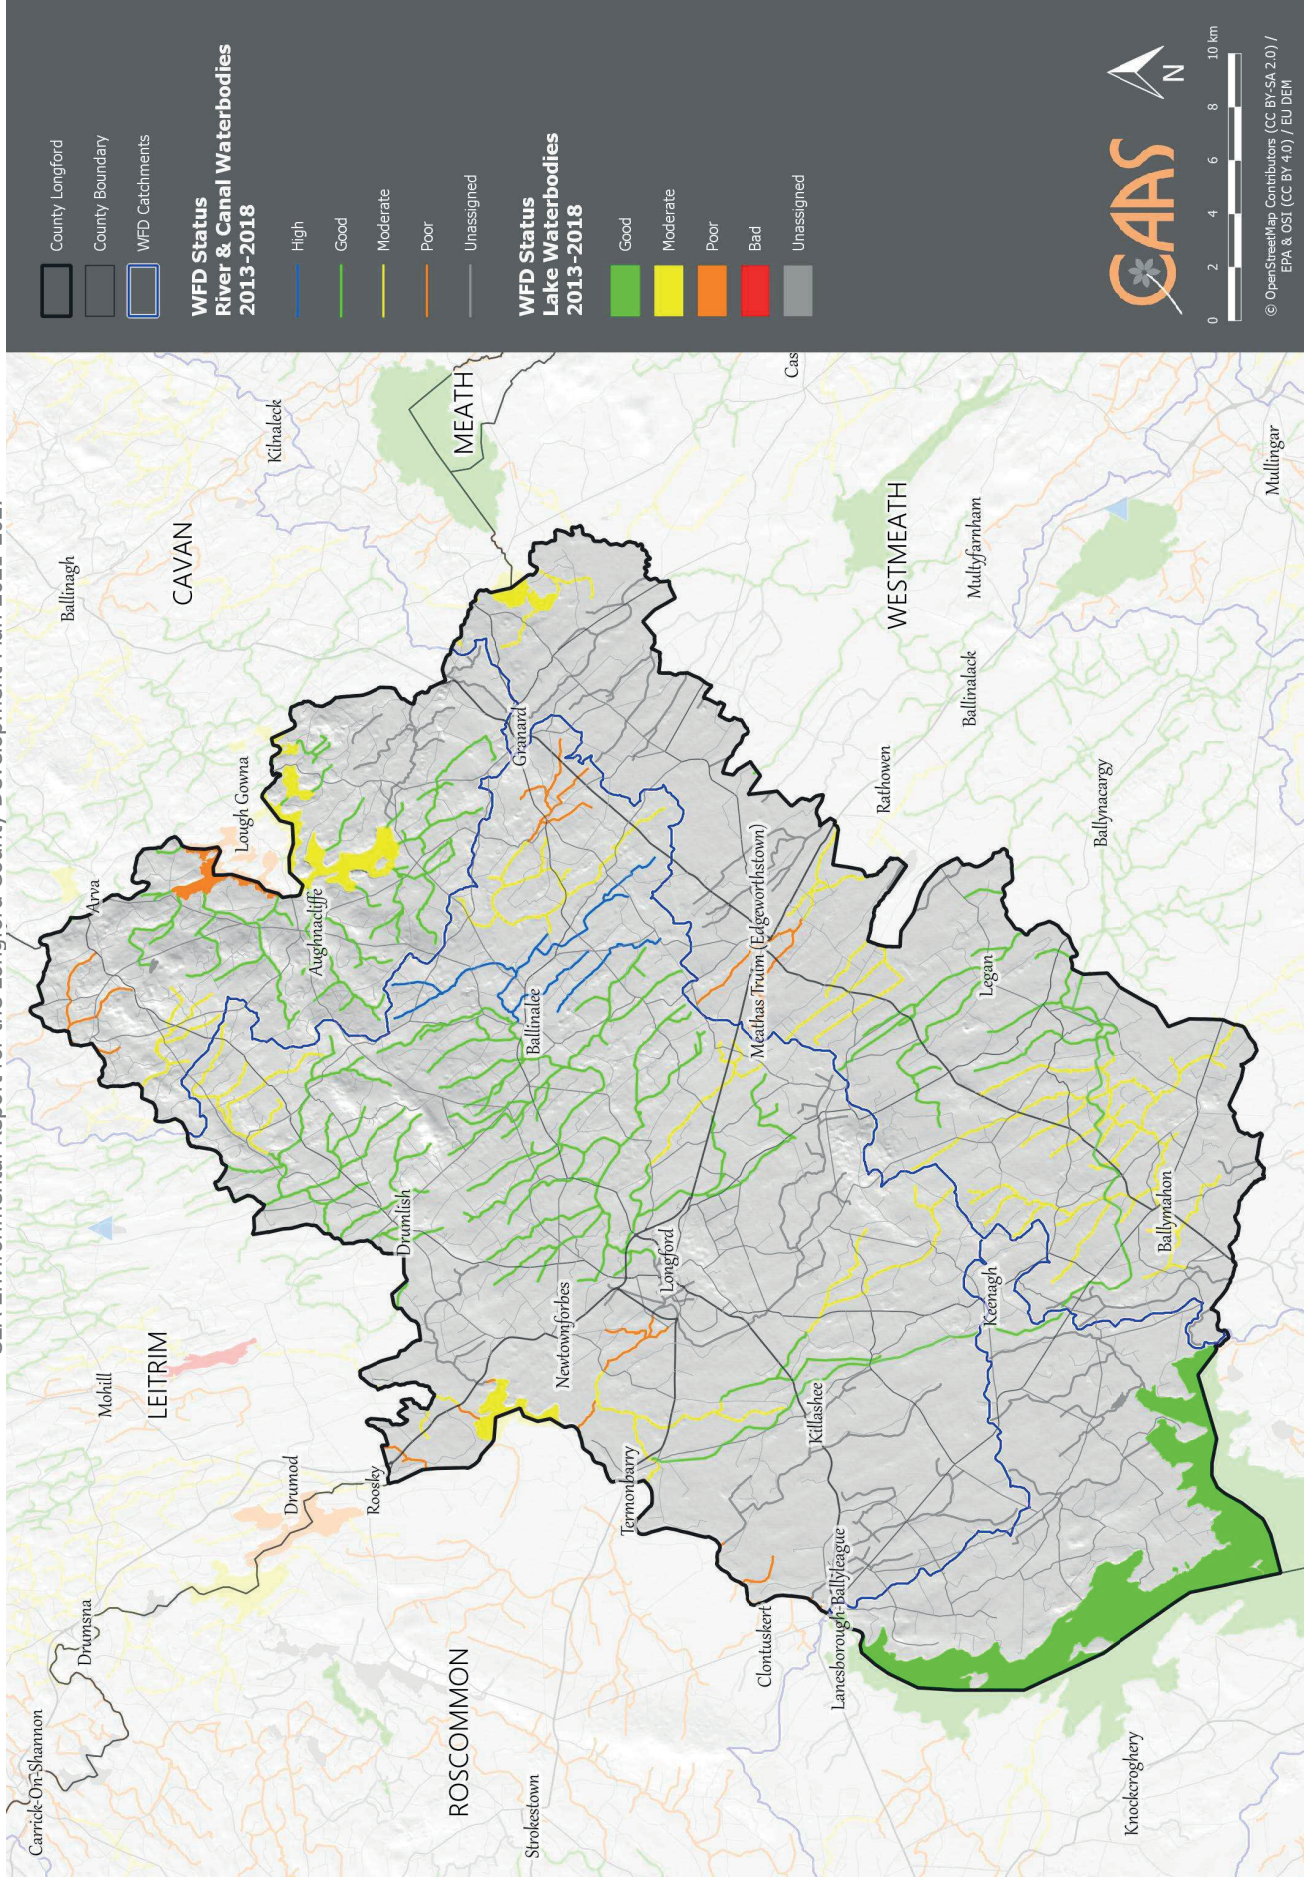 County Longford
County Boundary
WFD Catchments
WFD Status
River & Canal Waterbodies
2013-2018
High
Good
Moderate
Poor
Unassigned
WFD Status
Lake Waterbodies
2013-2018
Good
Moderate
Poor
Bad
Unassigned
CAAS
N
0 2 4 6 8 10 km
© OpenStreetMap Contributors (CC BY-SA 2.0) /
EPA & OSI (CC BY 4.0) / EU DEM
Carrick-On-Shannon
Drumsna
Mohill
LEITRIM
Drumod
Roosky
Arva
Ballinagh
CAVAN
Lough Gowna
Kilnaleck
Aughnacliffe
Drumlish
MEATH
ROSCOMMON
Strokestown
Newtownforbes
Ballinalee
Granard
Termonbarry
Longford
Clontuskert
Meathas Truim (Edgeworthstown)
Cas
Killashee
Lanesborough-Ballyleague
Rathowen
WESTMEATH
Multyfarnham
Ballinalack
Keenagh
Legan
Ballynacargy
Knockcroghery
Ballymahon
Mullingar